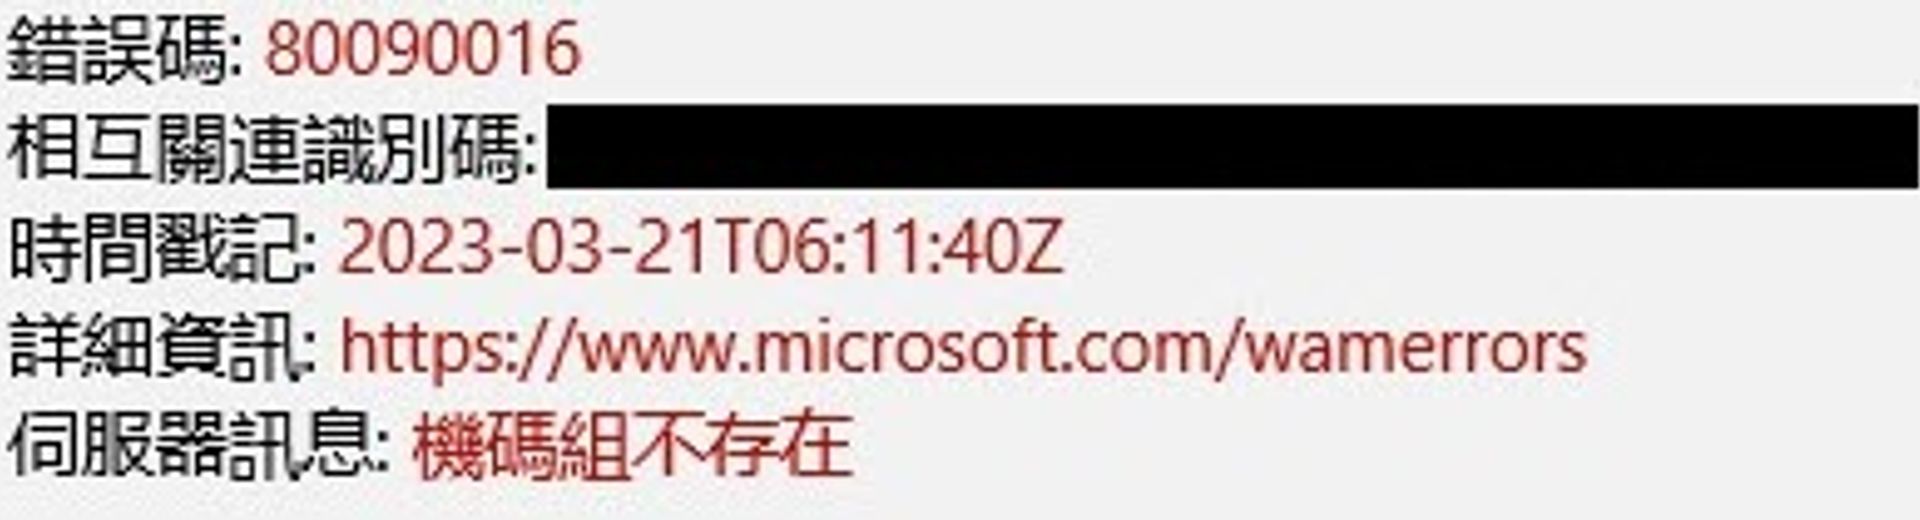 錯誤碼: 80090016
相互關連識別碼:
時間戳記: 2023-03-21T06:11:40Z
詳細資訊: https://www.microsoft.com/wamerrors
伺服器訊息: 機碼組不存在